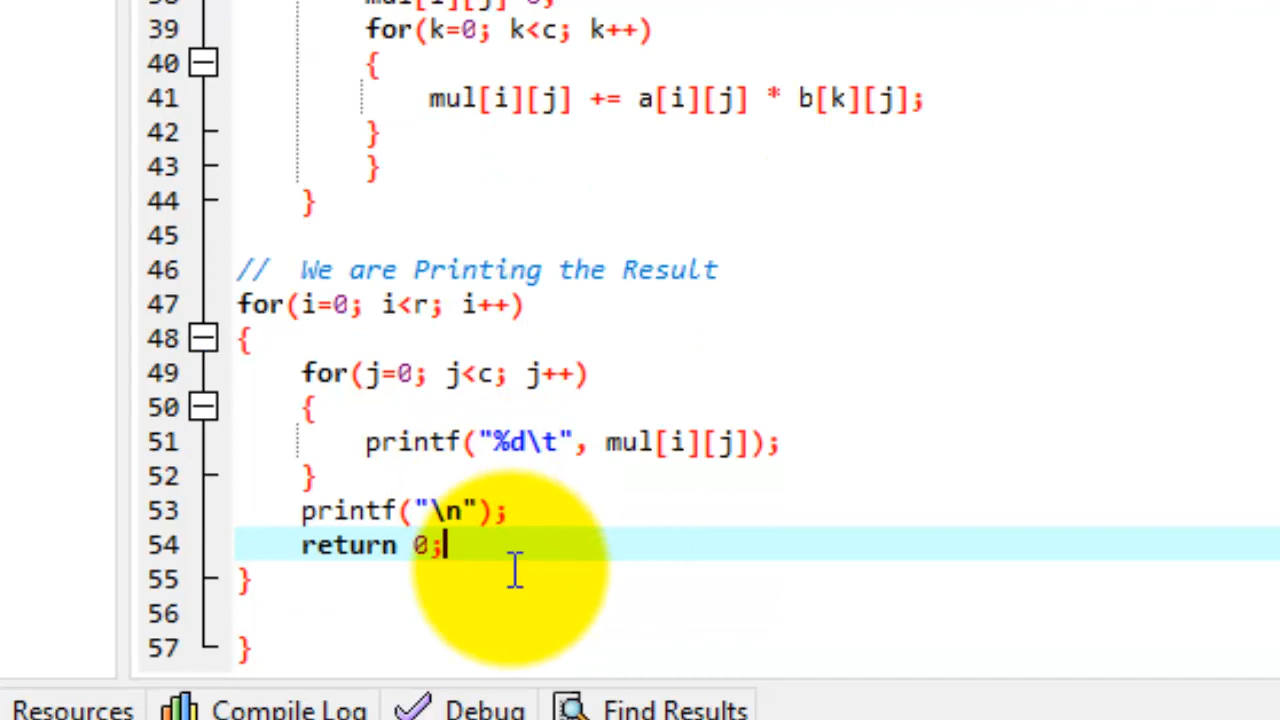 mul[i][j]
39 for(k=0; k<c; k++)
40 {
41 mul[i][j] += a[i][j] * b[k][j];
42 }
43 }
44 }
45
46 // We are Printing the Result
47 for(i=0; i<r; i++)
48 {
49 for(j=0; j<c; j++)
50 {
51 printf("%d\t", mul[i][j]);
52 }
53 printf("\n");
54 return 0;
55 }
56
57 }
Resources Compile Log Debug Find Results